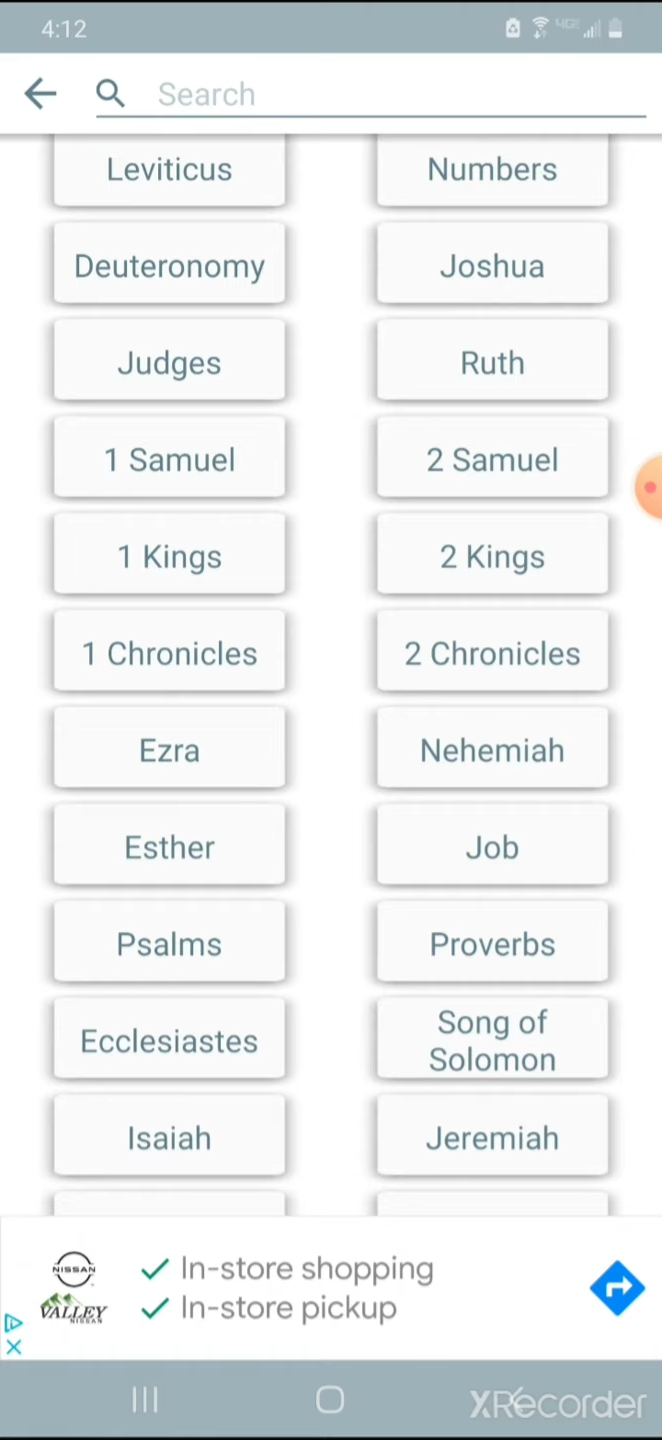 4:12
4GE
Search
Leviticus
Numbers
Deuteronomy
Joshua
Judges
Ruth
1 Samuel
2 Samuel
1 Kings
2 Kings
1 Chronicles
2 Chronicles
Ezra
Nehemiah
Esther
Job
Psalms
Proverbs
Ecclesiastes
Song of
Solomon
Isaiah
Jeremiah
NISSAN
In-store shopping
VALLEY
NISSAN
In-store pickup
XRecorder